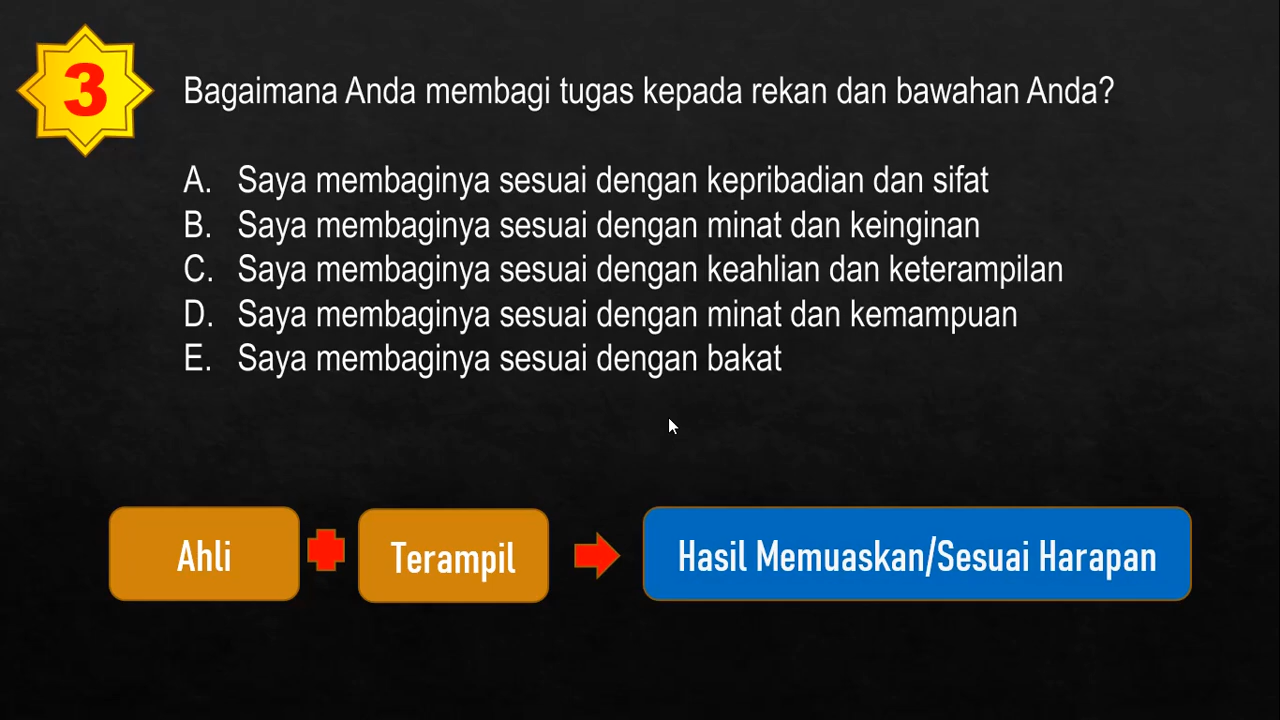 3
Bagaimana Anda membagi tugas kepada rekan dan bawahan Anda?
A. Saya membaginya sesuai dengan kepribadian dan sifat
B. Saya membaginya sesuai dengan minat dan keinginan
C. Saya membaginya sesuai dengan keahlian dan keterampilan
D. Saya membaginya sesuai dengan minat dan kemampuan
E. Saya membaginya sesuai dengan bakat
Ahli
Terampil
Hasil Memuaskan/Sesuai Harapan